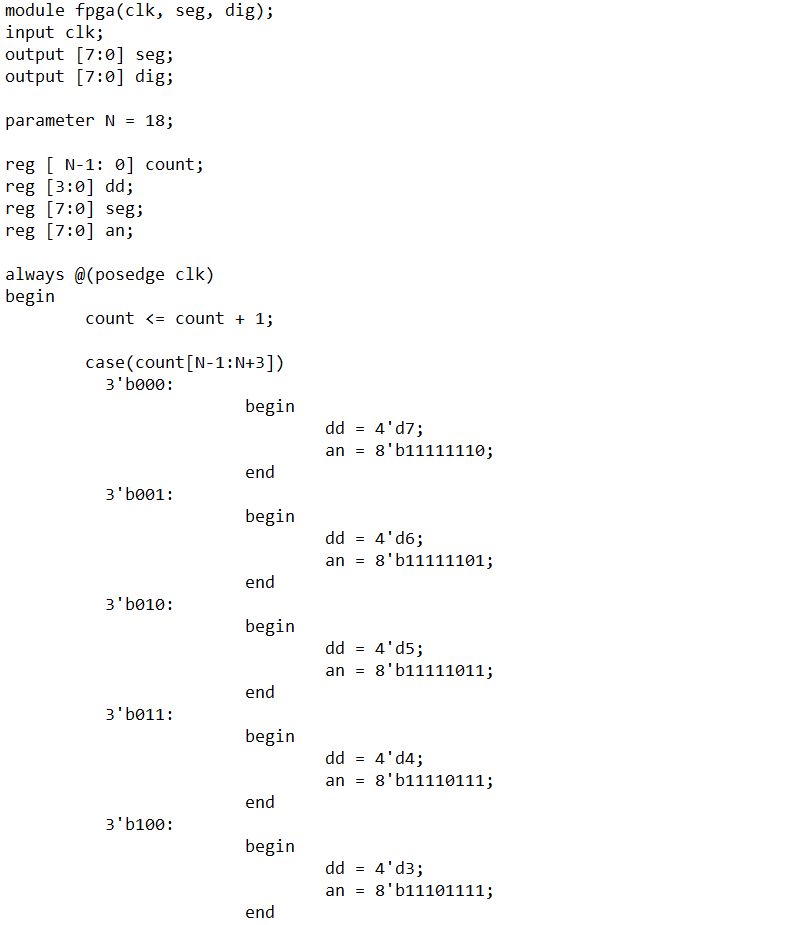 module fpga(clk, seg, dig);
input clk;
output [7:0] seg;
output [7:0] dig;

parameter N = 18;

reg [ N-1: 0] count;
reg [3:0] dd;
reg [7:0] seg;
reg [7:0] an;

always @(posedge clk)
begin
        count <= count + 1;

        case(count[N-1:N+3])
          3'b000:
                        begin
                                dd = 4'd7;
                                an = 8'b11111110;
                        end
          3'b001:
                        begin
                                dd = 4'd6;
                                an = 8'b11111101;
                        end
          3'b010:
                        begin
                                dd = 4'd5;
                                an = 8'b11111011;
                        end
          3'b011:
                        begin
                                dd = 4'd4;
                                an = 8'b11110111;
                        end
          3'b100:
                        begin
                                dd = 4'd3;
                                an = 8'b11101111;
                        end